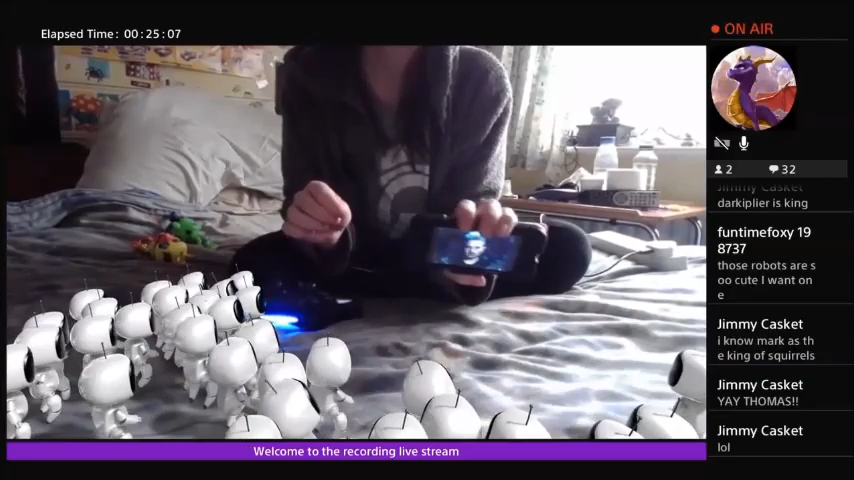 Elapsed Time: 00:25:07
ON AIR
2
32
Jimmy Casket
darkiplier is king
funtimefoxy 19
8737
those robots are s
oo cute I want on
e
Jimmy Casket
i know mark as th
e king of squirrels
Jimmy Casket
YAY THOMAS!!
Jimmy Casket
lol
Welcome to the recording live stream